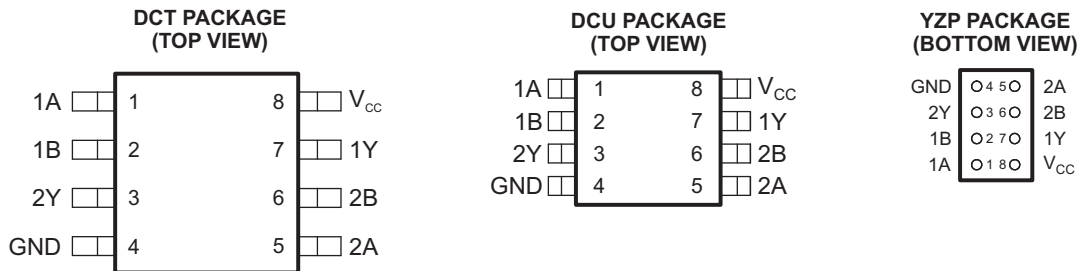 DCT PACKAGE
(TOP VIEW)
1A 1 8 VCC
1B 2 7 1Y
2Y 3 6 2B
GND 4 5 2A
DCU PACKAGE
(TOP VIEW)
1A 1 8 VCC
1B 2 7 1Y
2Y 3 6 2B
GND 4 5 2A
YZP PACKAGE
(BOTTOM VIEW)
GND 4 5 2A
2Y 3 6 2B
1B 2 7 1Y
1A 1 8 VCC